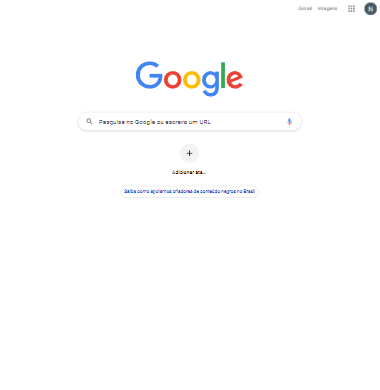 Gmail Imagens N
Google
Pesquise no Google ou escreva um URL
Adicionar ata...
Saiba como apoiamos criadores de conteúdo negros no Brasil